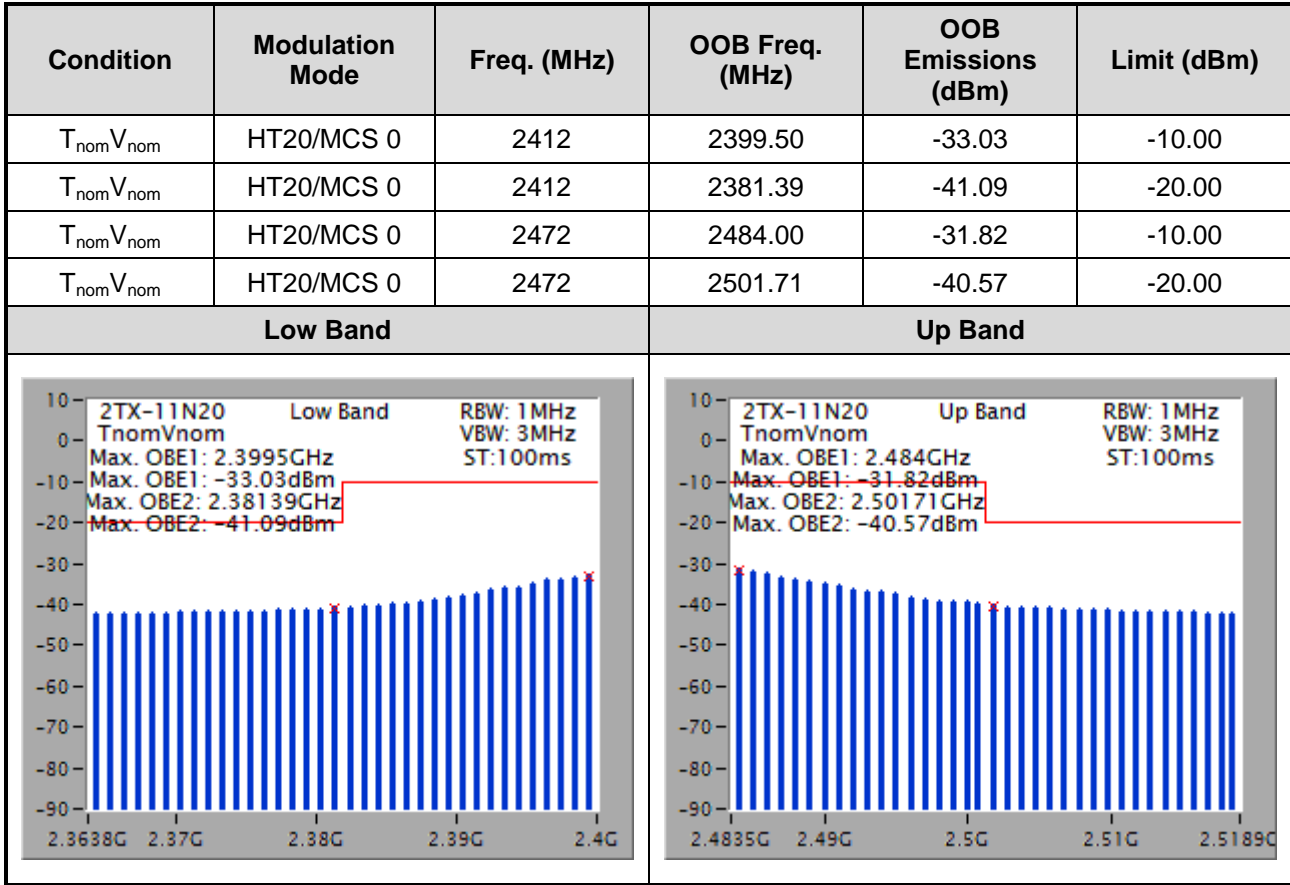 Condition Modulation Mode Freq. (MHz) OOB Freq. (MHz) OOB Emissions (dBm) Limit (dBm)
TnomVnom HT20/MCS 0 2412 2399.50 -33.03 -10.00
TnomVnom HT20/MCS 0 2412 2381.39 -41.09 -20.00
TnomVnom HT20/MCS 0 2472 2484.00 -31.82 -10.00
TnomVnom HT20/MCS 0 2472 2501.71 -40.57 -20.00
Low Band Up Band
2TX-11N20 Low Band RBW: 1MHz
TnomVnom VBW: 3MHz
Max. OBE1: 2.3995GHz ST:100ms
Max. OBE1: -33.03dBm
Max. OBE2: 2.38139GHz
Max. OBE2: -41.09dBm
10
0
-10
-20
-30
-40
-50
-60
-70
-80
-90
2.3638G 2.37G 2.38G 2.39G 2.4G
2TX-11N20 Up Band RBW: 1MHz
TnomVnom VBW: 3MHz
Max. OBE1: 2.484GHz ST:100ms
Max. OBE1: -31.82dBm
Max. OBE2: 2.50171GHz
Max. OBE2: -40.57dBm
10
0
-10
-20
-30
-40
-50
-60
-70
-80
-90
2.4835G 2.49G 2.5G 2.51G 2.5189G